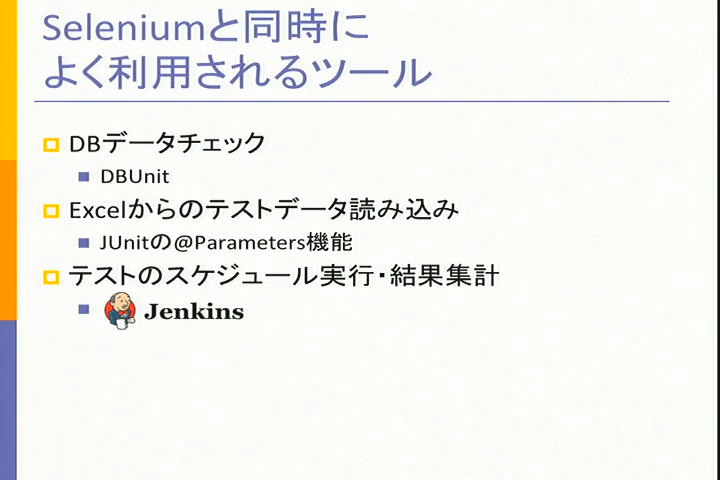 Seleniumと同時に
よく利用されるツール
DBデータチェック
DBUnit
Excelからのテストデータ読み込み
JUnitの@Parameters機能
テストのスケジュール実行・結果集計
Jenkins